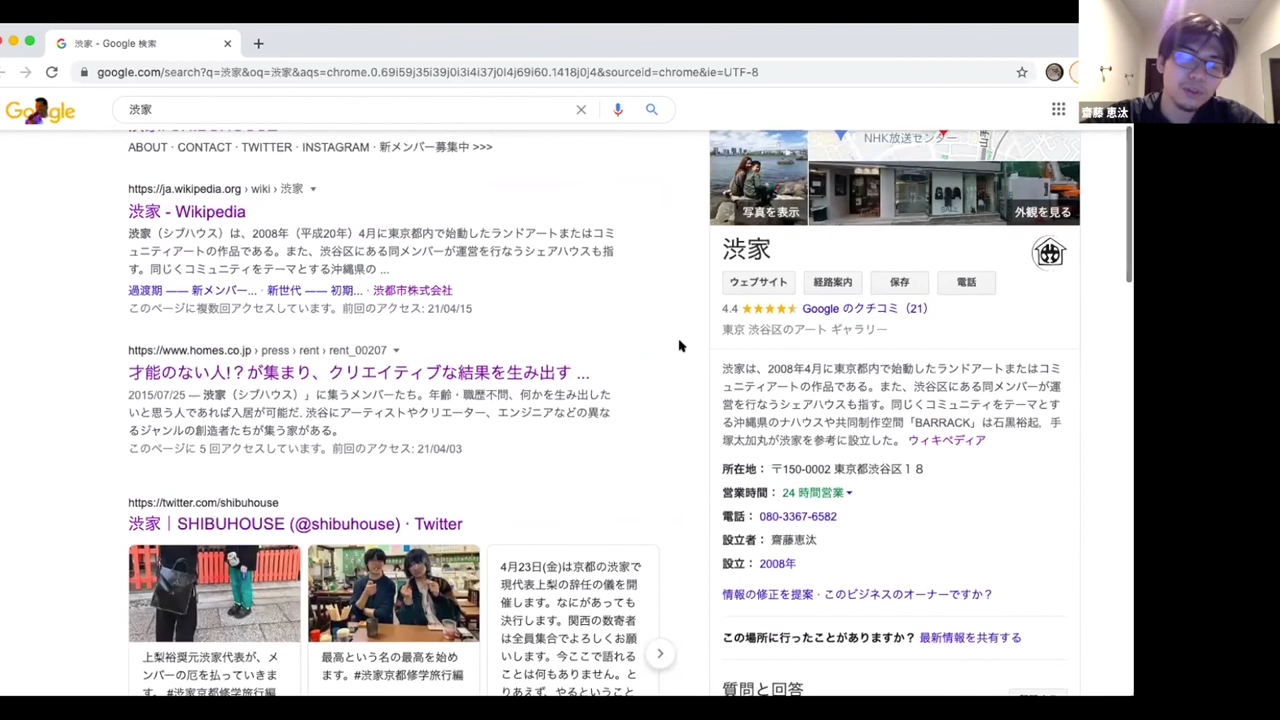 渋家 - Google 検索
google.com/search?q=渋家&oq=渋家&aqs=chrome.0.69i59j35i39j0i3i4i37j0l4j69i60.1418j0j4&sourceid=chrome&ie=UTF-8
渋家
齋藤 恵汰
ABOUT · CONTACT · TWITTER · INSTAGRAM · 新メンバー募集中 >>>
https://ja.wikipedia.org › wiki › 渋家
渋家 - Wikipedia
渋家（シブハウス）は、2008年（平成20年）4月に東京都内で始動したランドアートまたはコミ
ュニティアートの作品である。また、渋谷区にある同メンバーが運営を行なうシェアハウスも指
す。同じくコミュニティをテーマとする沖縄県の ...
過渡期 —— 新メンバー... · 新世代 —— 初期... · 渋都市株式会社
このページに複数回アクセスしています。前回のアクセス: 21/04/15
https://www.homes.co.jp › press › rent › rent_00207
才能のない人!？が集まり、クリエイティブな結果を生み出す ...
2015/07/25 — 渋家（シブハウス）」に集うメンバーたち。年齢・職歴不問、何かを生み出した
いと思う人であれば入居が可能だ. 渋谷にアーティストやクリエーター、エンジニアなどの異な
るジャンルの創造者たちが集う家がある。
このページに 5 回アクセスしています。前回のアクセス: 21/04/03
https://twitter.com/shibuhouse
渋家｜SHIBUHOUSE (@shibuhouse) · Twitter
上梨裕奨元渋家代表が、メ
ンバーの厄を払っていきま
す。 #渋家京都修学旅行編
最高という名の最高を始め
ます。#渋家京都修学旅行編
4月23日(金)は京都の渋家で
現代表上梨の辞任の儀を開
催します。なにがあっても
決行します。関西の数寄者
は全員集合でよろしくお願
いします。今ここで語れる
ことは何もありません。と
りあえず、やるということ
NHK放送センター
写真を表示
外観を見る
渋家
ウェブサイト
経路案内
保存
電話
4.4
Google のクチコミ（21）
東京 渋谷区のアート ギャラリー
渋家は、2008年4月に東京都内で始動したランドアートまたはコミ
ュニティアートの作品である。また、渋谷区にある同メンバーが運
営を行なうシェアハウスも指す。同じくコミュニティをテーマとす
る沖縄県のナハウスや共同制作空間「BARRACK」は石黒裕起、手
塚太加丸が渋家を参考に設立した。 ウィキペディア
所在地： 〒150-0002 東京都渋谷区１８
営業時間： 24 時間営業
電話： 080-3367-6582
設立者： 齋藤恵汰
設立： 2008年
情報の修正を提案 · このビジネスのオーナーですか？
この場所に行ったことがありますか？ 最新情報を共有する
質問と回答